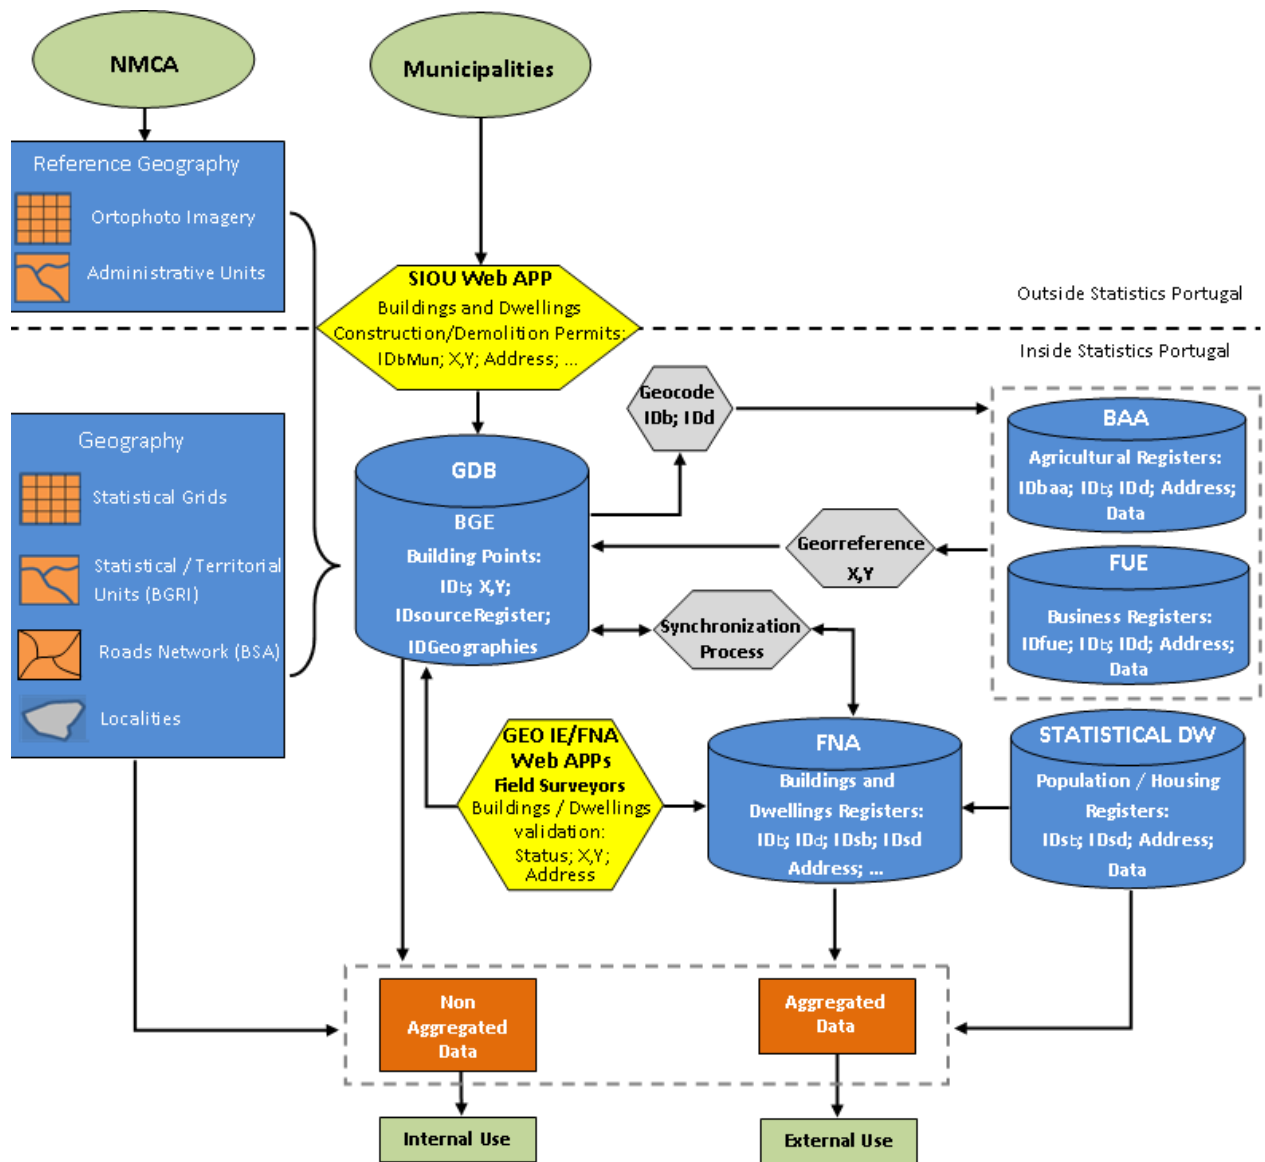 NMCA
Municipalities
Reference Geography
Ortophoto Imagery
Administrative Units
SIOU Web APP
Buildings and Dwellings
Construction/Demolition Permits;
IDbMun; X,Y; Address; ...
Outside Statistics Portugal
Inside Statistics Portugal
Geography
Statistical Grids
Statistical / Territorial
Units (BGRI)
Roads Network (BSA)
Localities
GDB
BGE
Building Points:
IDb; X,Y;
IDsourceRegister;
IDGeographies
Geocode
IDb; IDd
BAA
Agricultural Registers:
IDbaa; IDb; IDd; Address;
Data
Georreference
X,Y
FUE
Business Registers:
IDfue; IDb; IDd; Address;
Data
Synchronization
Process
GEO IE/FNA
Web APPs
Field Surveyors
Buildings / Dwellings
validation:
Status; X,Y;
Address
FNA
Buildings and
Dwellings Registers:
IDb; IDd; IDsb; IDsd
Address; ...
STATISTICAL DW
Population / Housing
Registers:
IDsb; IDsd; Address;
Data
Non
Aggregated
Data
Aggregated
Data
Internal Use
External Use